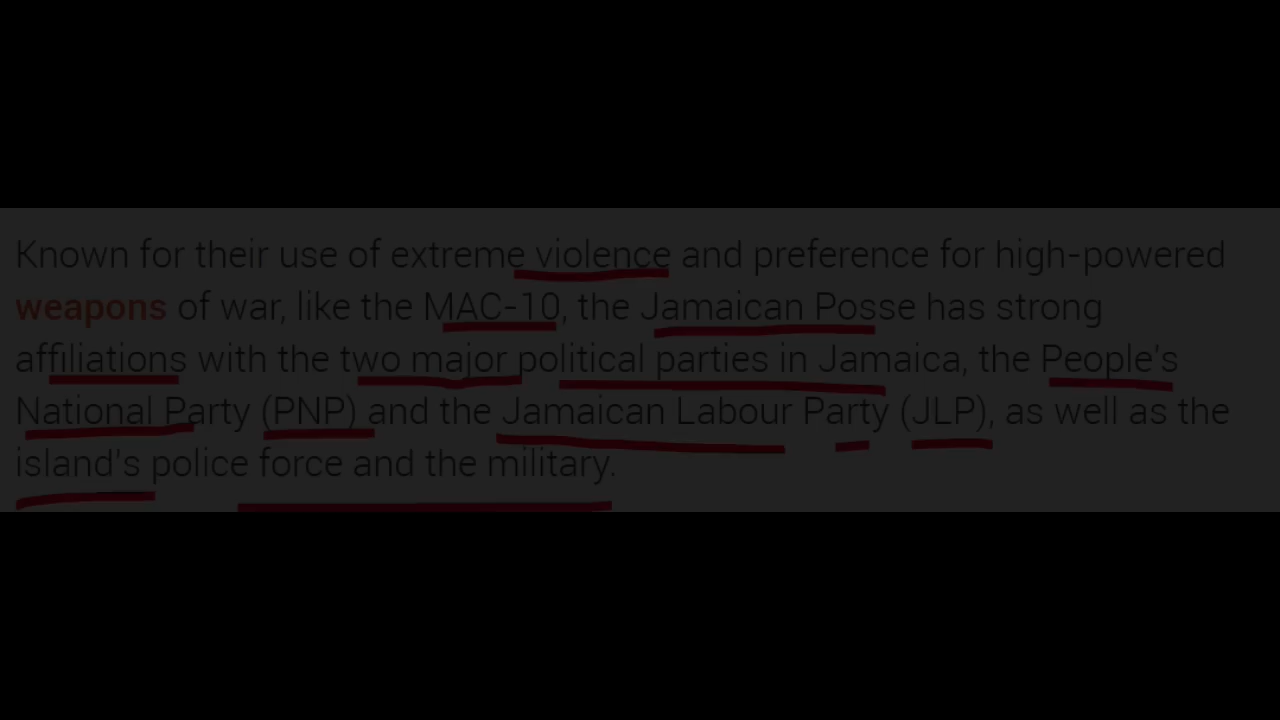 Known for their use of extreme violence and preference for high-powered
weapons of war, like the MAC-10, the Jamaican Posse has strong
affiliations with the two major political parties in Jamaica, the People's
National Party (PNP) and the Jamaican Labour Party (JLP), as well as the
island's police force and the military.